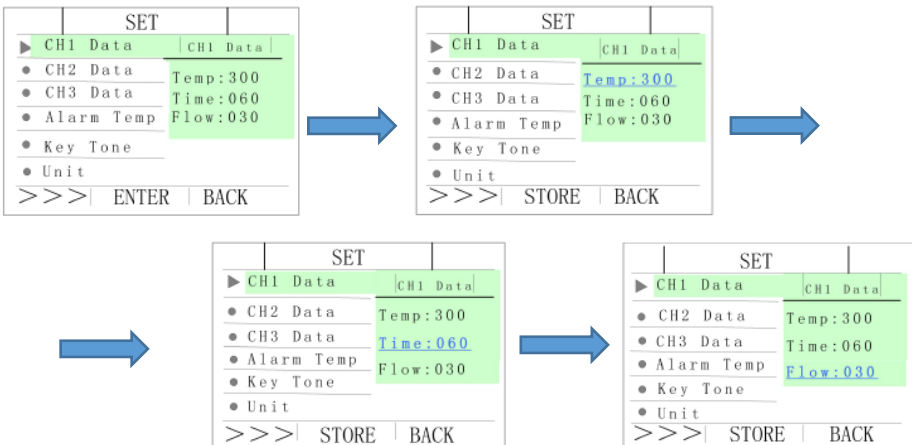 SET
CH1 Data
CH1 Data
CH2 Data
Temp:300
CH3 Data
Time:060
Alarm Temp
Flow:030
Key Tone
Unit
>>> ENTER BACK
SET
CH1 Data
CH1 Data
CH2 Data
Temp:300
CH3 Data
Time:060
Alarm Temp
Flow:030
Key Tone
Unit
>>> STORE BACK
SET
CH1 Data
CH1 Data
CH2 Data
Temp:300
CH3 Data
Time:060
Alarm Temp
Flow:030
Key Tone
Unit
>>> STORE BACK
SET
CH1 Data
CH1 Data
CH2 Data
Temp:300
CH3 Data
Time:060
Alarm Temp
Flow:030
Key Tone
Unit
>>> STORE BACK